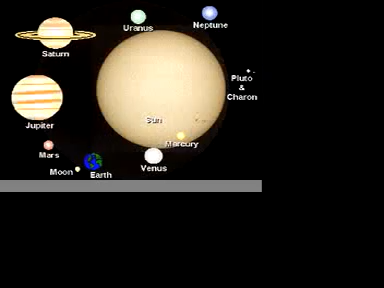 Uranus
Neptune
Saturn
Pluto
&
Charon
Jupiter
Sun
Mercury
Mars
Venus
Moon
Earth